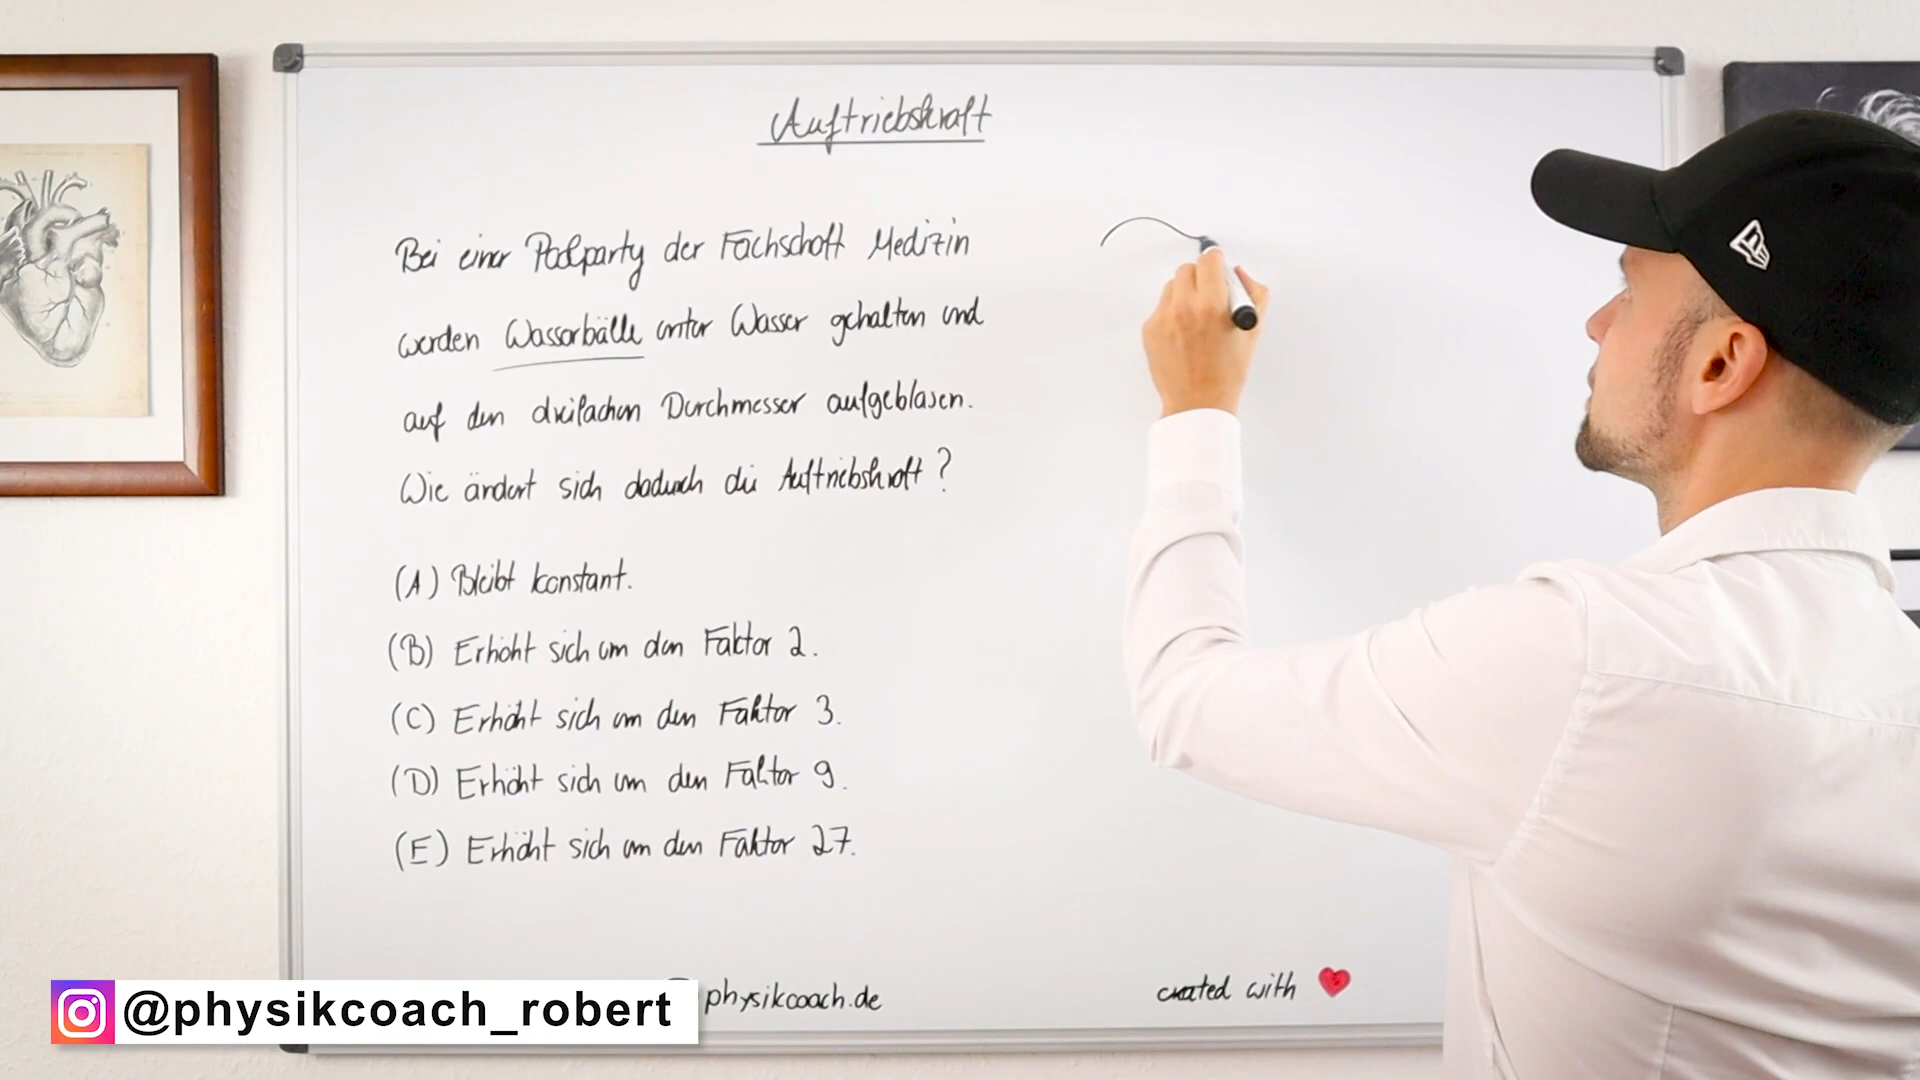 Auftriebskraft
Bei einer Poolparty der Fachschaft Medizin
werden Wasserbälle unter Wasser gehalten und
auf den dreifachen Durchmesser aufgeblasen.
Wie ändert sich dadurch die Auftriebskraft?
(A) Bleibt konstant.
(B) Erhöht sich um den Faktor 2.
(C) Erhöht sich um den Faktor 3.
(D) Erhöht sich um den Faktor 9.
(E) Erhöht sich um den Faktor 27.
physikcoach.de
created with ❤
@physikcoach_robert